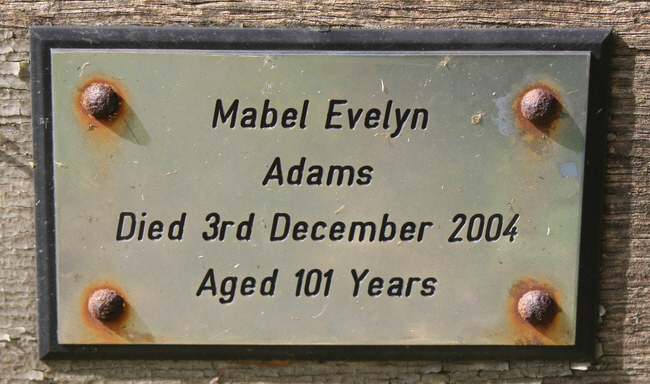 Mabel Evelyn
Adams
Died 3rd December 2004
Aged 101 Years